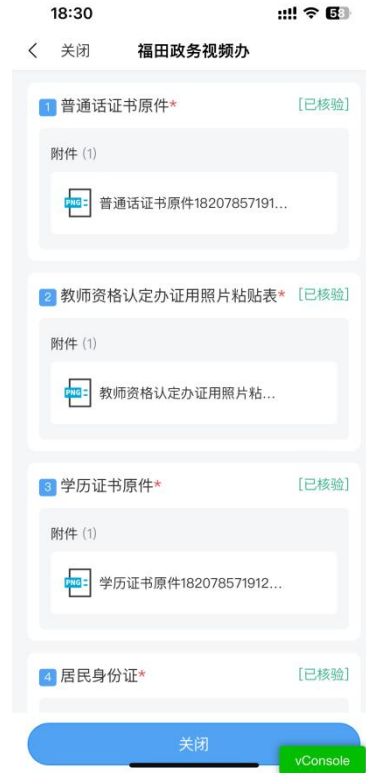 18:30
53
关闭 福田政务视频办
1 普通话证书原件* [已核验]
附件 (1)
PNG 普通话证书原件18207857191...
2 教师资格认定办证用照片粘贴表* [已核验]
附件 (1)
PNG 教师资格认定办证用照片粘...
3 学历证书原件* [已核验]
附件 (1)
PNG 学历证书原件182078571912...
4 居民身份证* [已核验]
关闭
vConsole